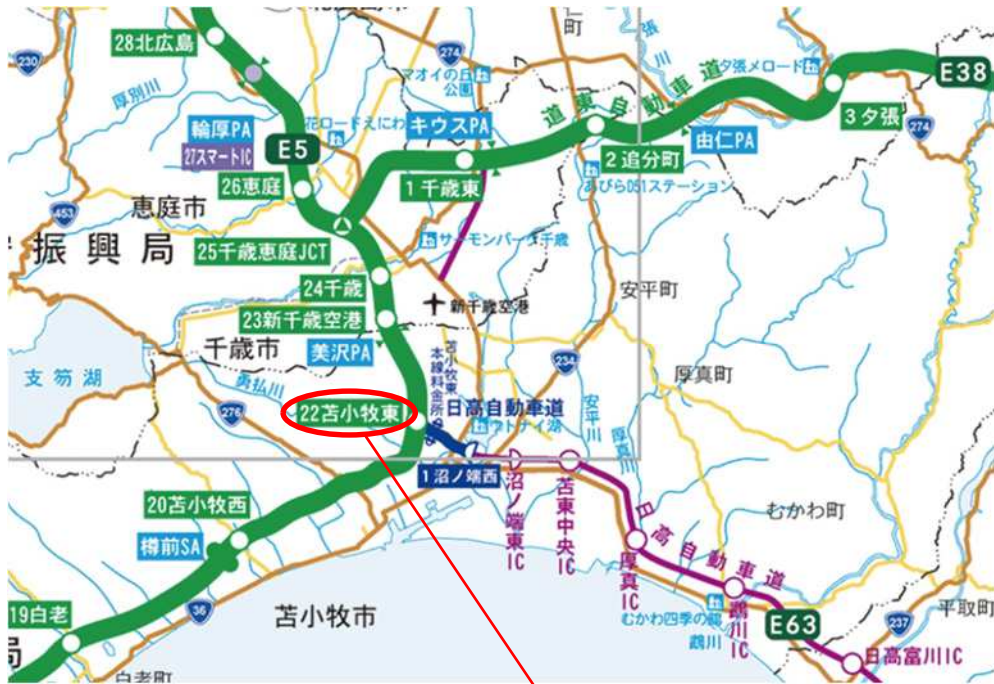 28北広島
230
厚別川
274
マオイの丘
公園
仁
町
夕張メロード
E38
3夕張
274
輪厚PA
27スマートIC
花ロードえにわ
キウスPA
道東自動車道
由仁PA
E5
26恵庭
1千歳東
2追分町
あびらD51ステーション
453
恵庭市
振興局
25千歳恵庭JCT
サーモンパーク千歳
24千歳
新千歳空港
安平町
23新千歳空港
千歳市
美沢PA
苫小牧東
本線料金所
234
支笏湖
勇払川
276
22苫小牧東
日高自動車道
ウトナイ湖
安平川
厚真川
厚真町
1沼ノ端西
20苫小牧西
沼ノ端東IC
苫東中央IC
日高自動車道
むかわ町
樽前SA
厚真IC
19白老
36
苫小牧市
むかわ四季の館
鵡川
鵡川IC
E63
237
平取町
局
白老町
日高富川IC